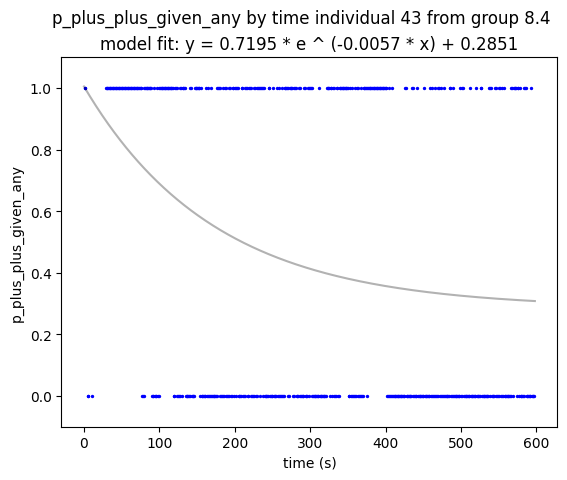 p_plus_plus_given_any by time individual 43 from group 8.4
model fit: y = 0.7195 * e ^ (-0.0057 * x) + 0.2851
1.0
0.8
0.6
0.4
0.2
0.0
p_plus_plus_given_any
0 100 200 300 400 500 600
time (s)